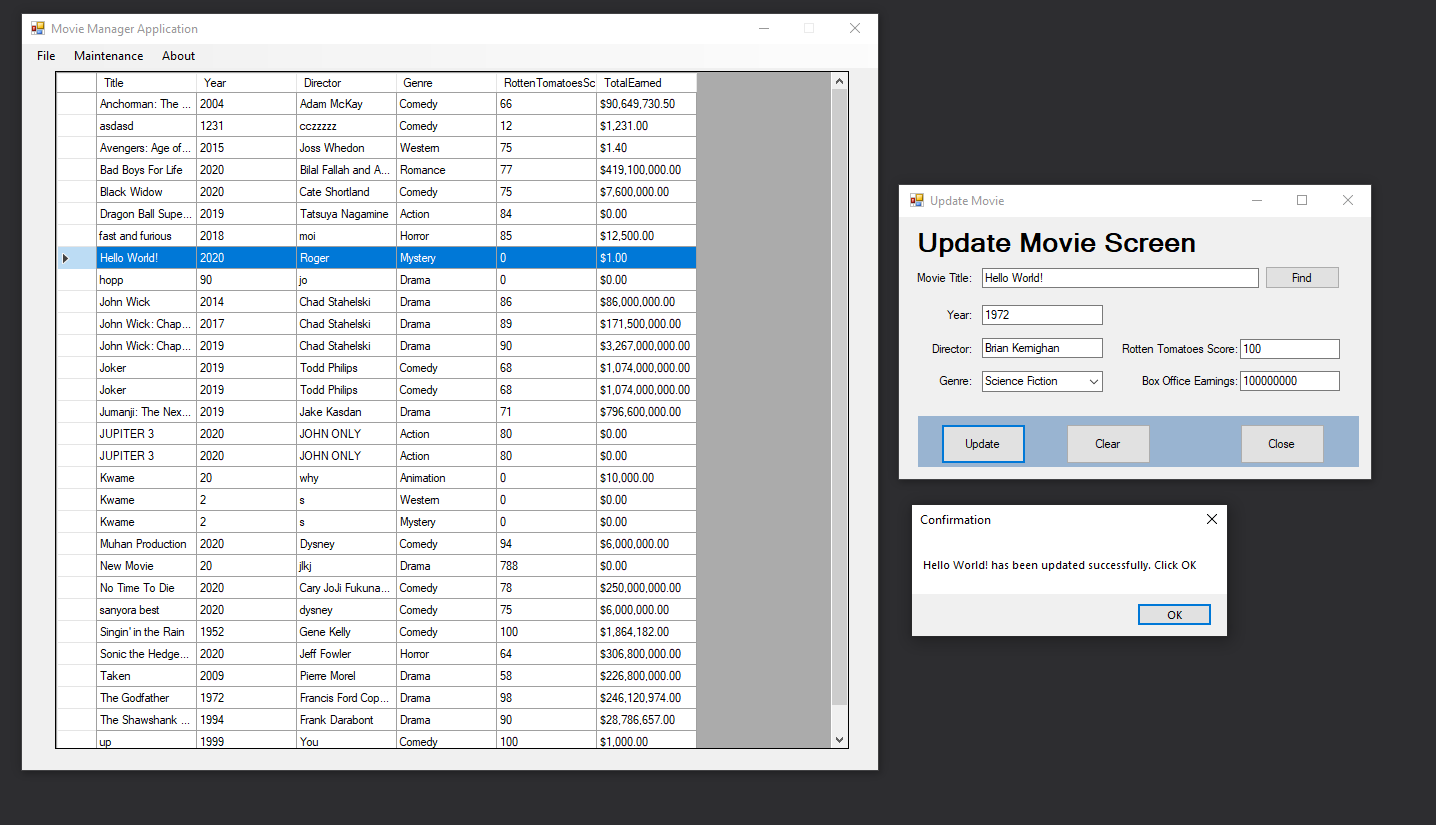 Movie Manager Application
File Maintenance About
Title Year Director Genre RottenTomatoesSc TotalEarned
Anchorman: The ... 2004 Adam McKay Comedy 66 $90,649,730.50
asdasd 1231 cczzzzz Comedy 12 $1,231.00
Avengers: Age of... 2015 Joss Whedon Western 75 $1.40
Bad Boys For Life 2020 Bilal Fallah and A... Romance 77 $419,100,000.00
Black Widow 2020 Cate Shortland Comedy 75 $7,600,000.00
Dragon Ball Supe... 2019 Tatsuya Nagamine Action 84 $0.00
fast and furious 2018 moi Horror 85 $12,500.00
Hello World! 2020 Roger Mystery 0 $1.00
hopp 90 jo Drama 0 $0.00
John Wick 2014 Chad Stahelski Drama 86 $86,000,000.00
John Wick: Chap... 2017 Chad Stahelski Drama 89 $171,500,000.00
John Wick: Chap... 2019 Chad Stahelski Drama 90 $3,267,000,000.00
Joker 2019 Todd Philips Comedy 68 $1,074,000,000.00
Joker 2019 Todd Philips Comedy 68 $1,074,000,000.00
Jumanji: The Nex... 2019 Jake Kasdan Drama 71 $796,600,000.00
JUPITER 3 2020 JOHN ONLY Action 80 $0.00
JUPITER 3 2020 JOHN ONLY Action 80 $0.00
Kwame 20 why Animation 0 $10,000.00
Kwame 2 s Western 0 $0.00
Kwame 2 s Mystery 0 $0.00
Muhan Production 2020 Dysney Comedy 94 $6,000,000.00
New Movie 20 jlkj Drama 788 $0.00
No Time To Die 2020 Cary JoJi Fukuna... Comedy 78 $250,000,000.00
sanyora best 2020 dysney Comedy 75 $6,000,000.00
Singin' in the Rain 1952 Gene Kelly Comedy 100 $1,864,182.00
Sonic the Hedge... 2020 Jeff Fowler Horror 64 $306,800,000.00
Taken 2009 Pierre Morel Drama 58 $226,800,000.00
The Godfather 1972 Francis Ford Cop... Drama 98 $246,120,974.00
The Shawshank ... 1994 Frank Darabont Drama 90 $28,786,657.00
up 1999 You Comedy 100 $1,000.00
Update Movie
Update Movie Screen
Movie Title: Hello World! Find
Year: 1972
Director: Brian Kernighan Rotten Tomatoes Score: 100
Genre: Science Fiction Box Office Earnings: 100000000
Update Clear Close
Confirmation
Hello World! has been updated successfully. Click OK
OK